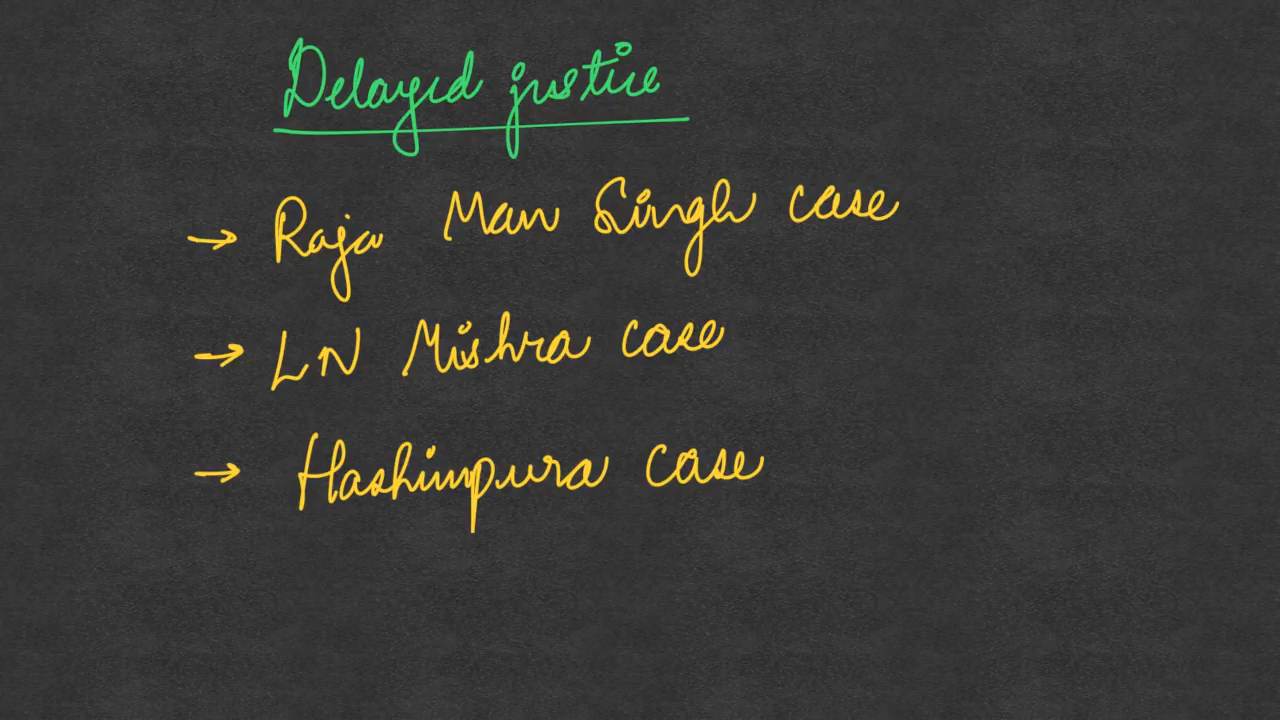 Delayed justice
→ Raja Man Singh case
→ LN Mishra case
→ Hashimpura case